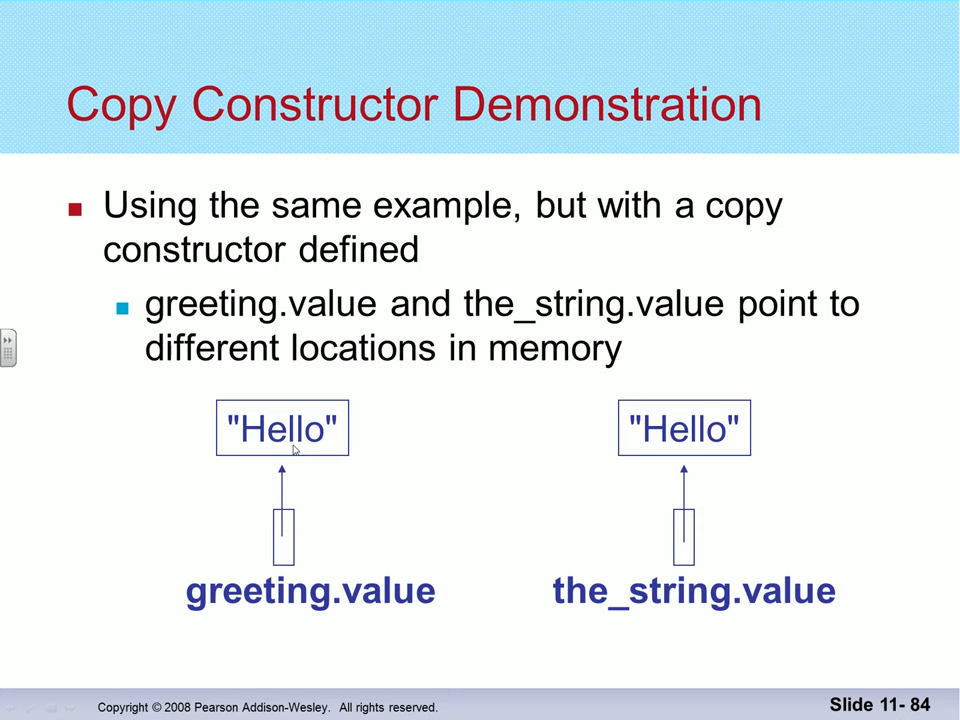 Copy Constructor Demonstration
Using the same example, but with a copy
constructor defined
greeting.value and the_string.value point to
different locations in memory
"Hello" "Hello"
greeting.value the_string.value
Copyright © 2008 Pearson Addison-Wesley. All rights reserved.
Slide 11- 84